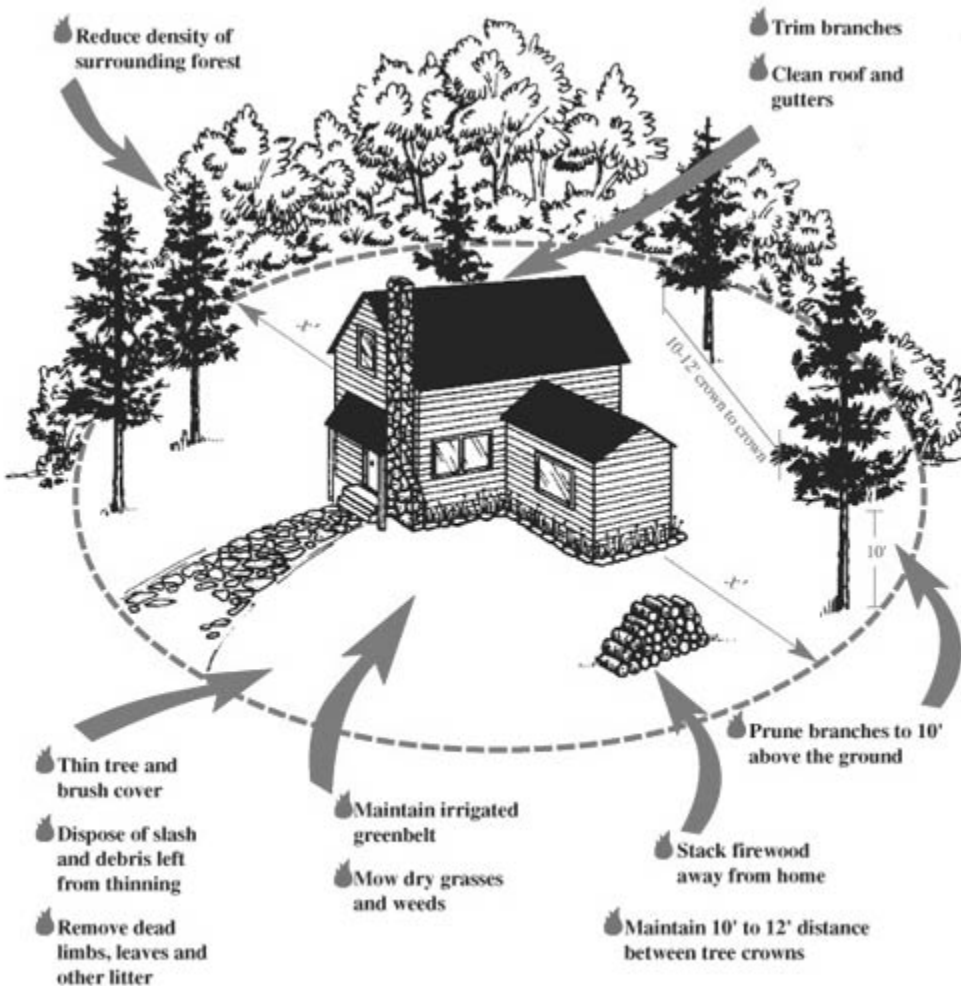 Reduce density of
surrounding forest
Trim branches
Clean roof and
gutters
10-12' crown to crown
10'
Prune branches to 10'
above the ground
Thin tree and
brush cover
Dispose of slash
and debris left
from thinning
Remove dead
limbs, leaves and
other litter
Maintain irrigated
greenbelt
Mow dry grasses
and weeds
Stack firewood
away from home
Maintain 10' to 12' distance
between tree crowns